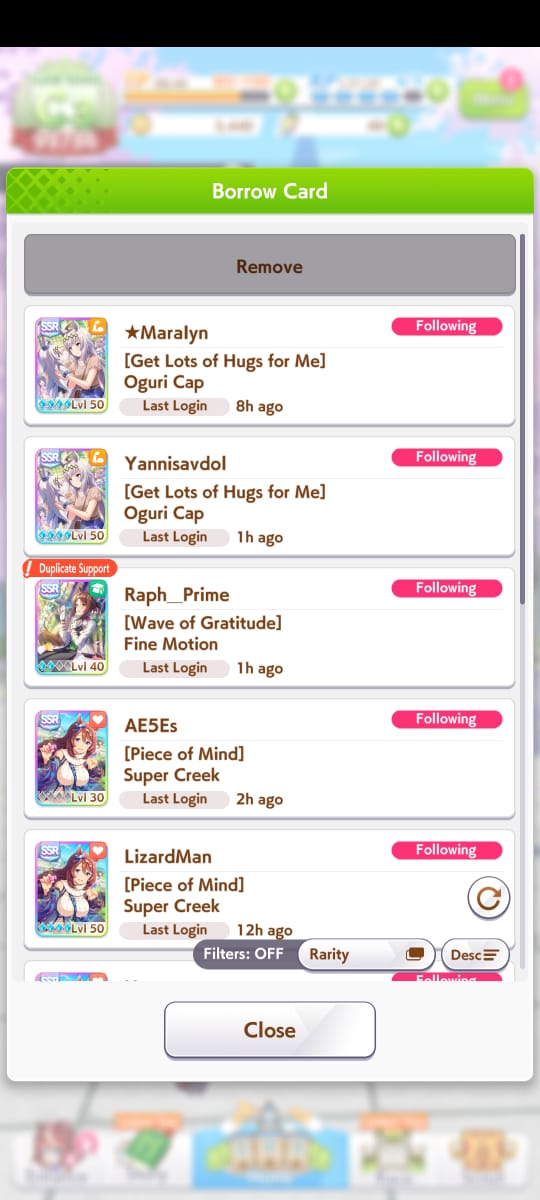 Borrow Card
Remove
SSR
Lvl 50
★Maralyn
Following
[Get Lots of Hugs for Me]
Oguri Cap
Last Login 8h ago
SSR
Lvl 50
Yannisavdol
Following
[Get Lots of Hugs for Me]
Oguri Cap
Last Login 1h ago
! Duplicate Support
SSR
Lvl 40
Raph__Prime
Following
[Wave of Gratitude]
Fine Motion
Last Login 1h ago
SSR
Lvl 30
AE5Es
Following
[Piece of Mind]
Super Creek
Last Login 2h ago
SSR
Lvl 50
LizardMan
Following
[Piece of Mind]
Super Creek
Last Login 12h ago
Filters: OFF Rarity Desc
Following
Close